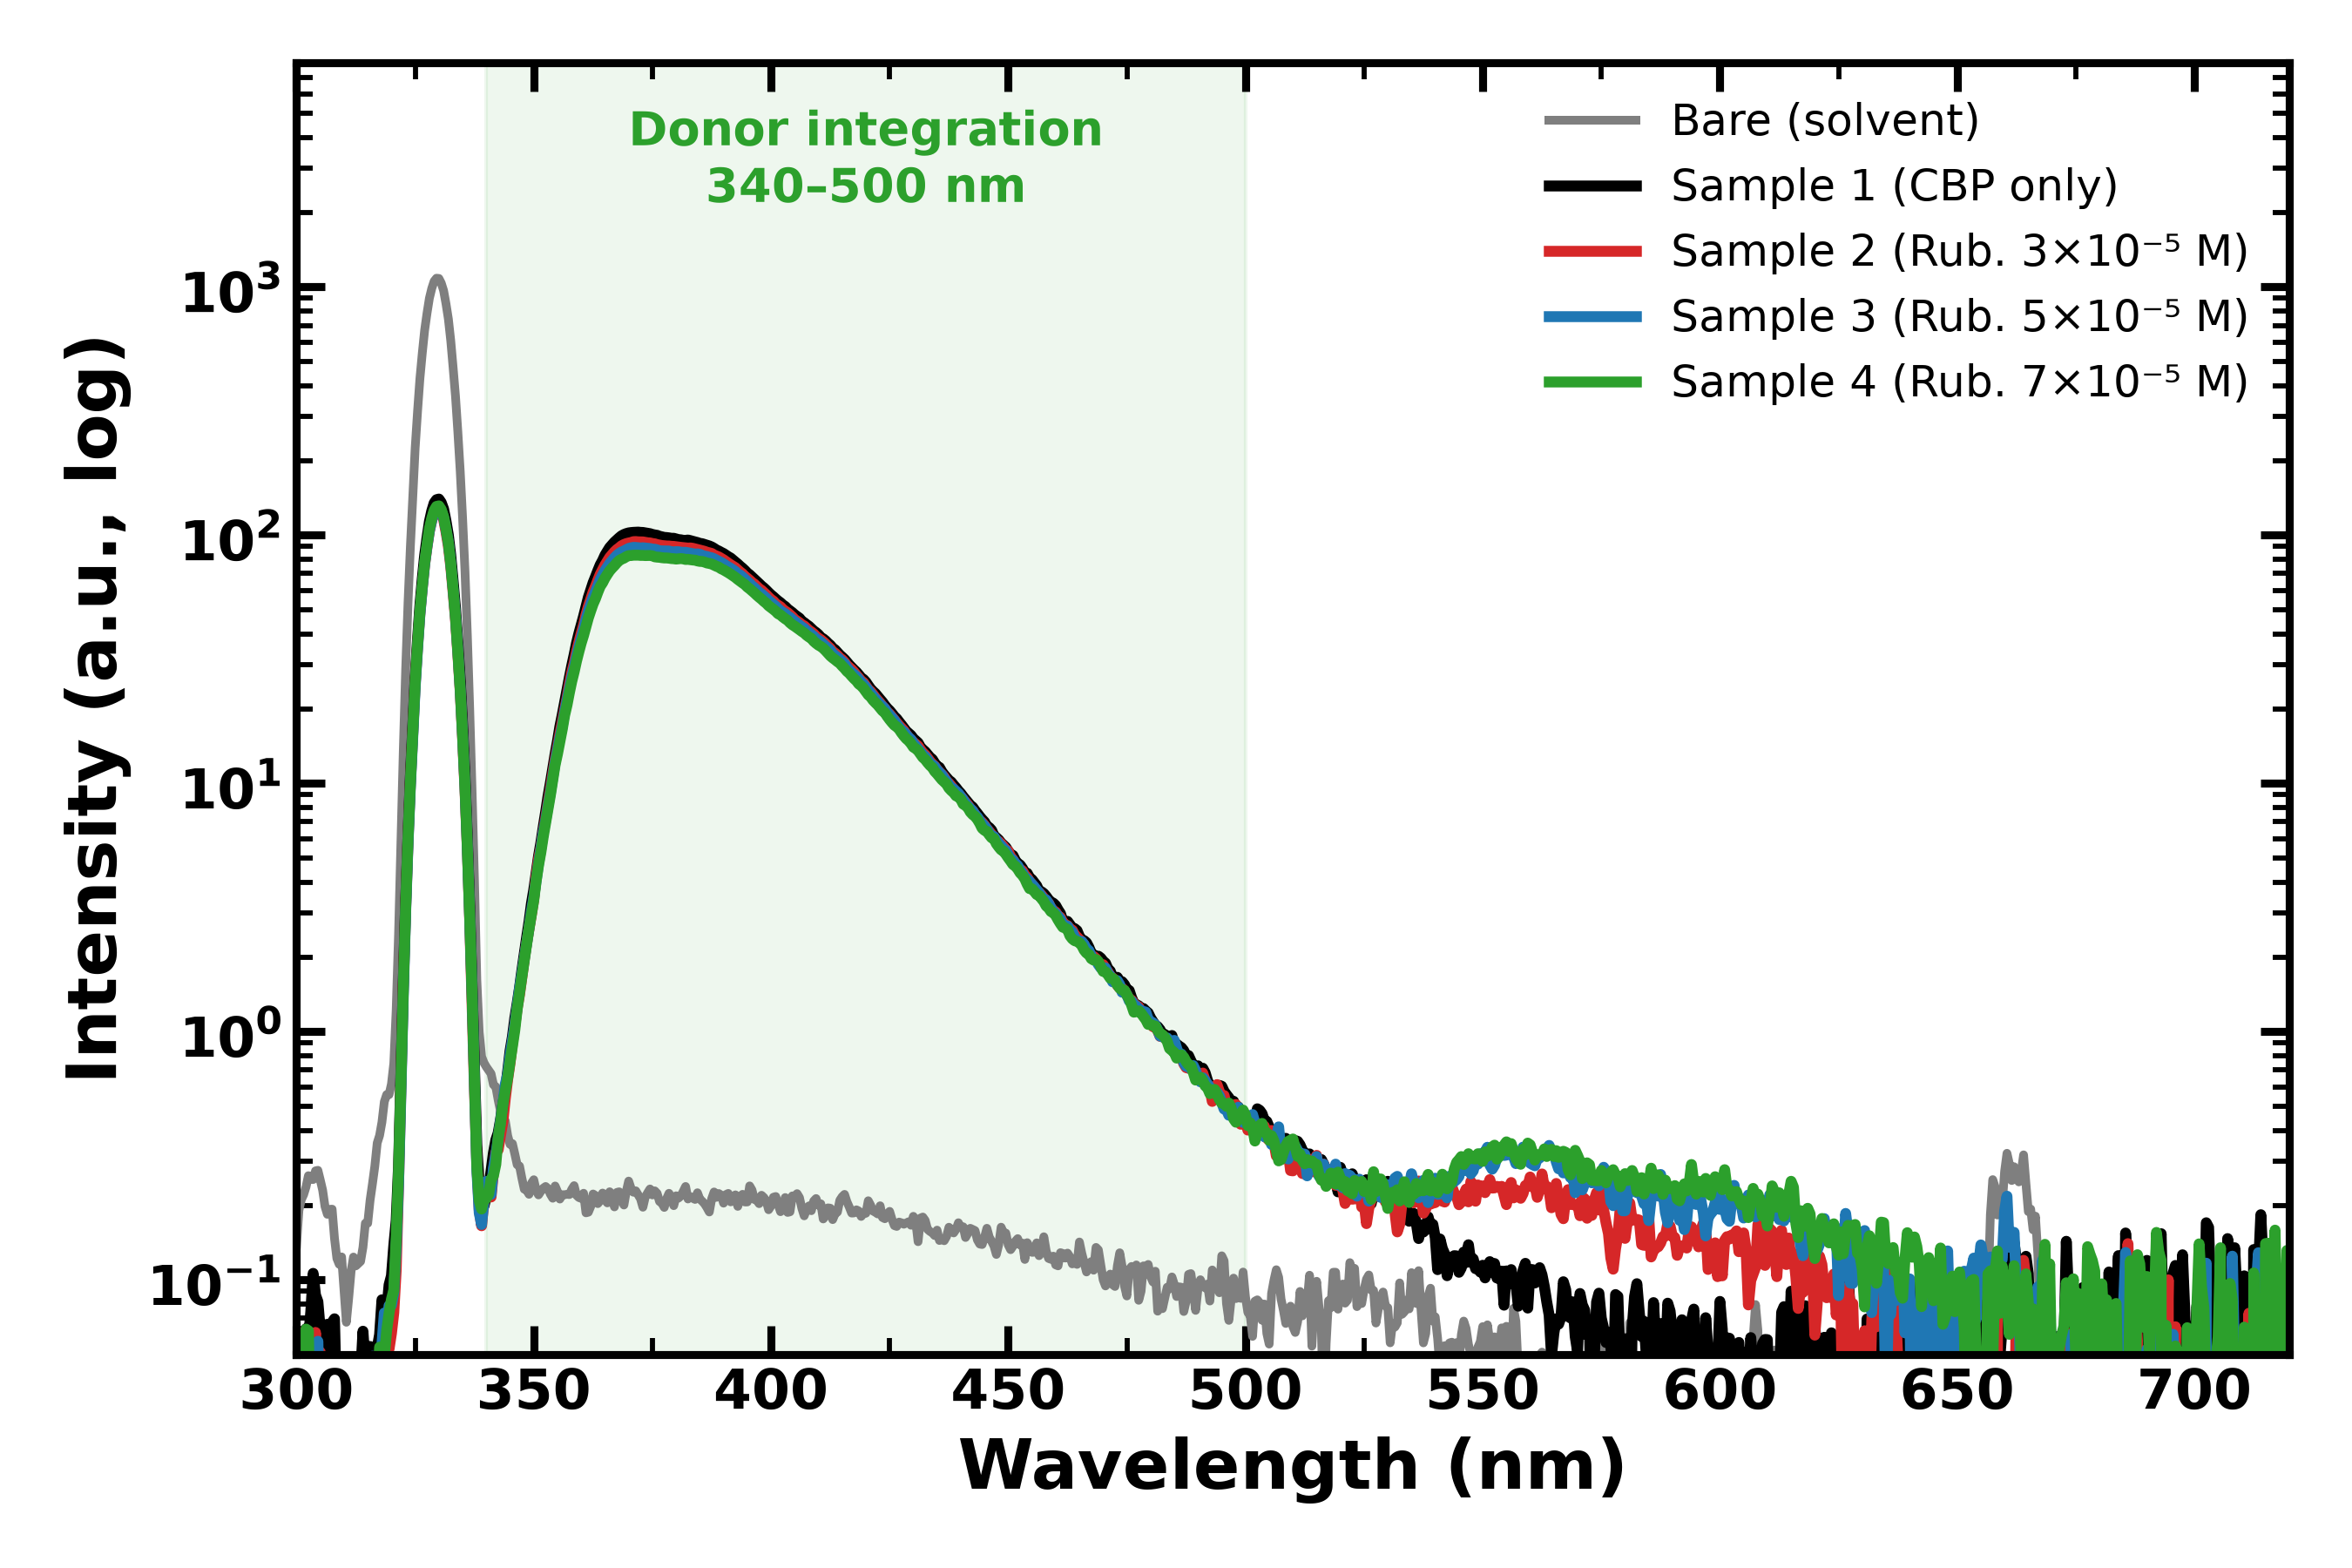 Donor integration
340–500 nm
Bare (solvent)
Sample 1 (CBP only)
Sample 2 (Rub. 3×10⁻⁵ M)
Sample 3 (Rub. 5×10⁻⁵ M)
Sample 4 (Rub. 7×10⁻⁵ M)
Intensity (a.u., log)
10³
10²
10¹
10⁰
10⁻¹
300 350 400 450 500 550 600 650 700
Wavelength (nm)